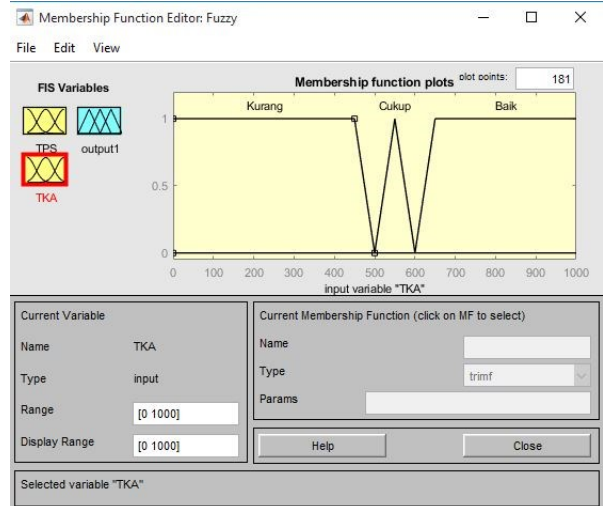 Membership Function Editor: Fuzzy
File Edit View
FIS Variables
TPS output1
TKA
Membership function plots plot points: 181
Kurang Cukup Baik
1
0.5
0
0 100 200 300 400 500 600 700 800 900 1000
input variable "TKA"
Current Variable
Name TKA
Type input
Range [0 1000]
Display Range [0 1000]
Current Membership Function (click on MF to select)
Name
Type trimf
Params
Help Close
Selected variable "TKA"